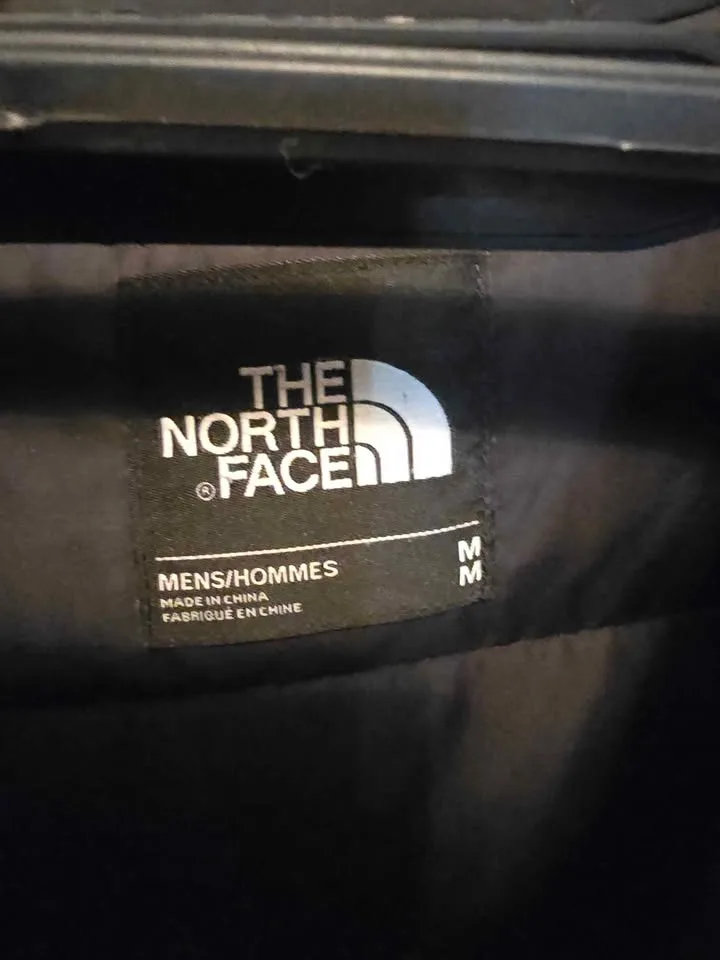 THE
NORTH
® FACE
MENS/HOMMES
M
M
MADE IN CHINA
FABRIQUÉ EN CHINE